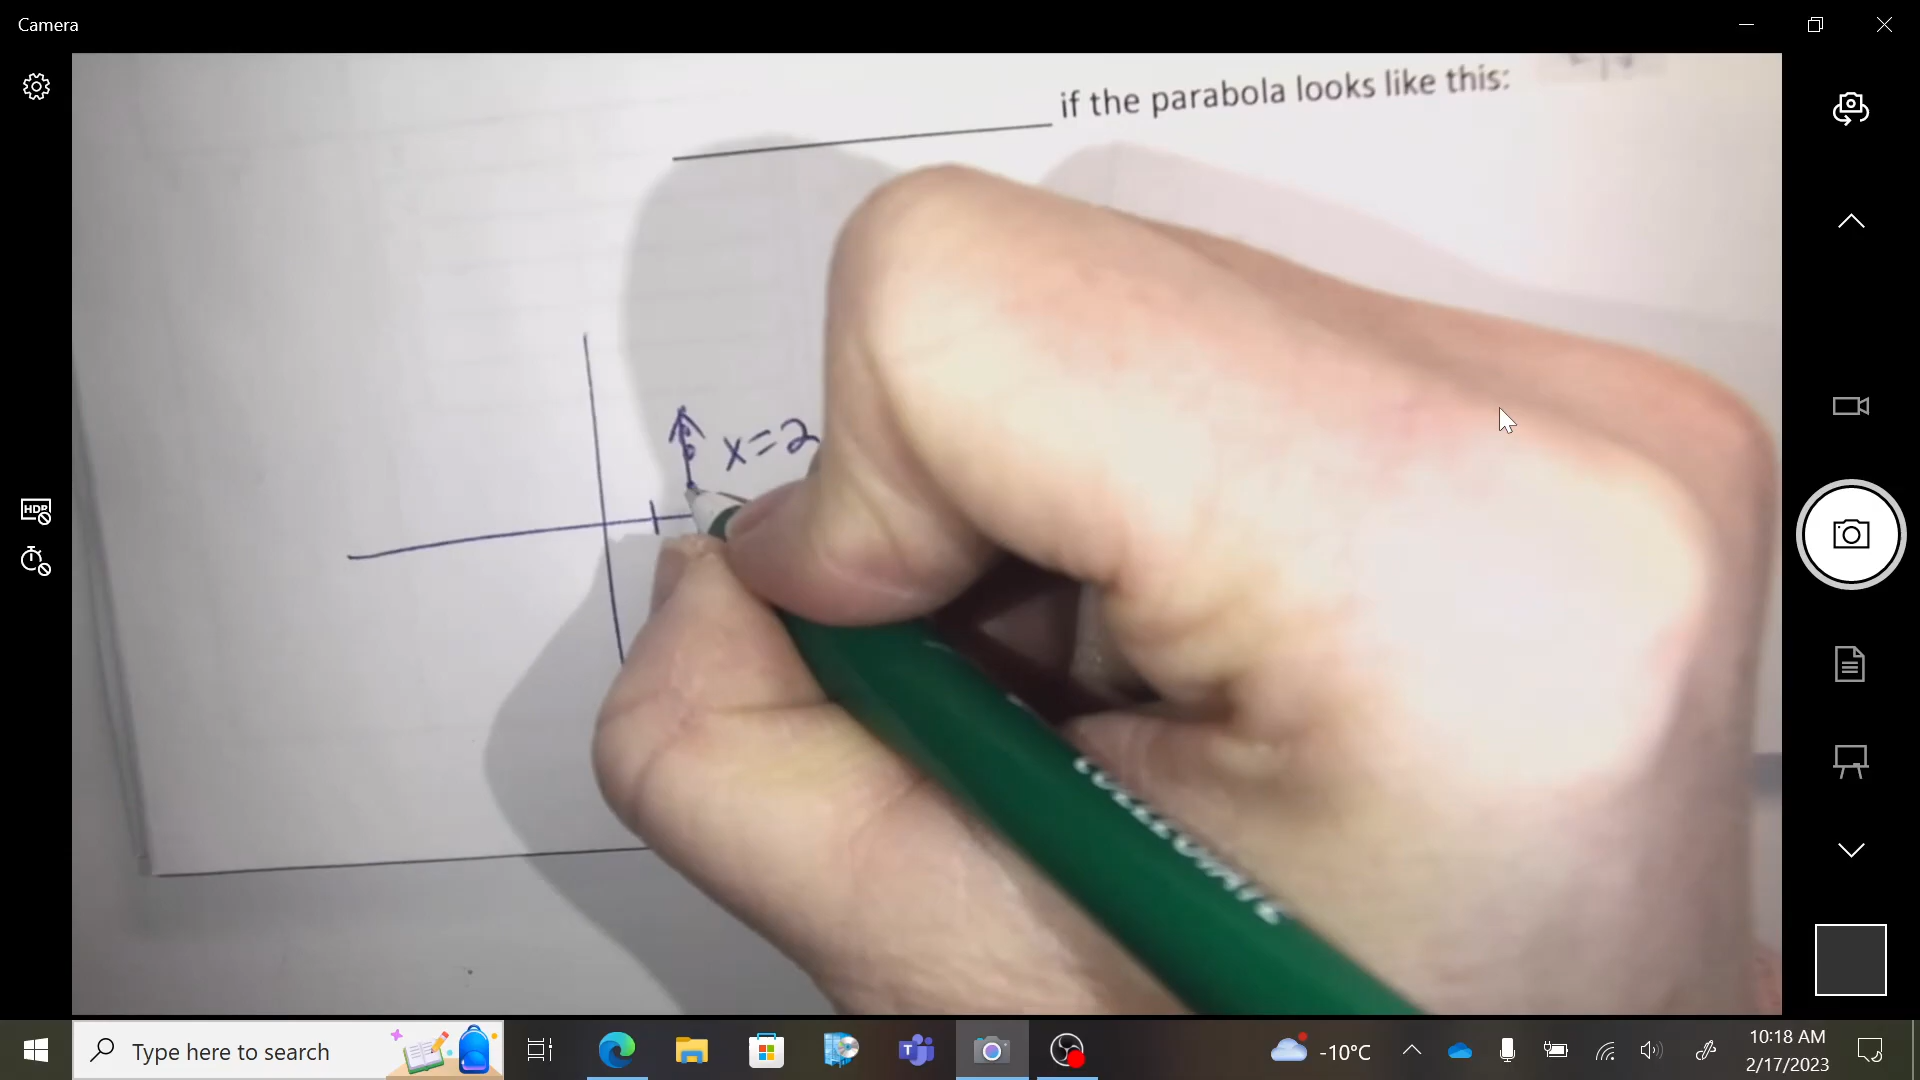 Camera
if the parabola looks like this:
x=2
COLLEGIATE
Type here to search
-10°C
10:18 AM
2/17/2023